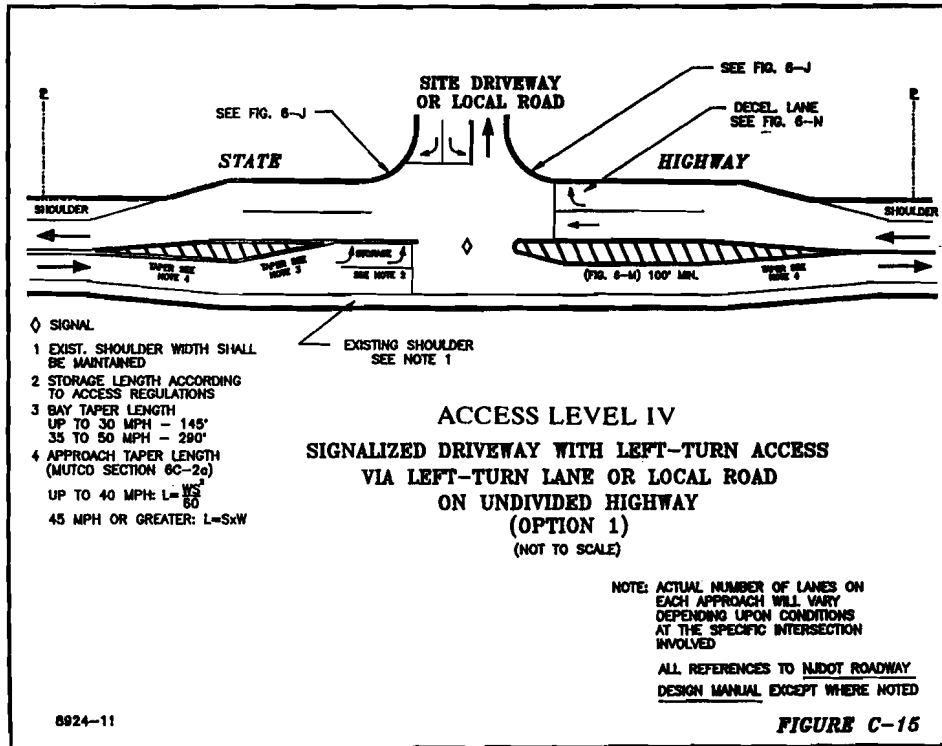 SEE FIG. 6-J
SITE DRIVEWAY
OR LOCAL ROAD
SEE FIG. 6-J
DECEL. LANE
SEE FIG. 6-N
STATE
HIGHWAY
SHOULDER
SHOULDER
TAPER SEE
NOTE 4
TAPER SEE
NOTE 3
STORAGE
SEE NOTE 2
(FIG. 6-M) 100' MIN.
TAPER SEE
NOTE 4
EXISTING SHOULDER
SEE NOTE 1
◊ SIGNAL
1 EXIST. SHOULDER WIDTH SHALL
BE MAINTAINED
2 STORAGE LENGTH ACCORDING
TO ACCESS REGULATIONS
3 BAY TAPER LENGTH
UP TO 30 MPH - 145'
35 TO 50 MPH - 290'
4 APPROACH TAPER LENGTH
(MUTCO SECTION 6C-2a)
UP TO 40 MPH: L=WS²/60
45 MPH OR GREATER: L=SxW
ACCESS LEVEL IV
SIGNALIZED DRIVEWAY WITH LEFT-TURN ACCESS
VIA LEFT-TURN LANE OR LOCAL ROAD
ON UNDIVIDED HIGHWAY
(OPTION 1)
(NOT TO SCALE)
NOTE: ACTUAL NUMBER OF LANES ON
EACH APPROACH WILL VARY
DEPENDING UPON CONDITIONS
AT THE SPECIFIC INTERSECTION
INVOLVED
ALL REFERENCES TO NJDOT ROADWAY
DESIGN MANUAL EXCEPT WHERE NOTED
6924-11
FIGURE C-15